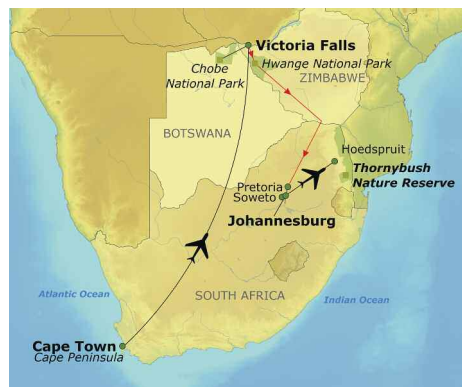 Victoria Falls
Chobe
National Park
Hwange National Park
ZIMBABWE
BOTSWANA
Hoedspruit
Thornybush
Nature Reserve
Pretoria
Soweto
Johannesburg
Atlantic Ocean
SOUTH AFRICA
Indian Ocean
Cape Town
Cape Peninsula